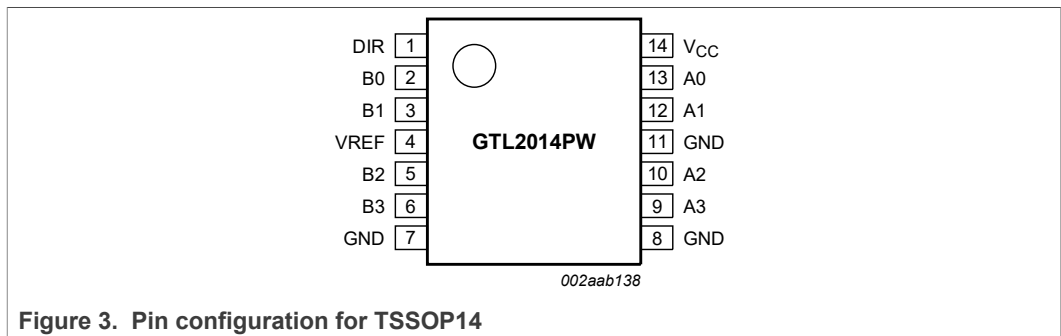 DIR 1 14 VCC
B0 2 13 A0
B1 3 12 A1
VREF 4 GTL2014PW 11 GND
B2 5 10 A2
B3 6 9 A3
GND 7 8 GND
002aab138
Figure 3. Pin configuration for TSSOP14